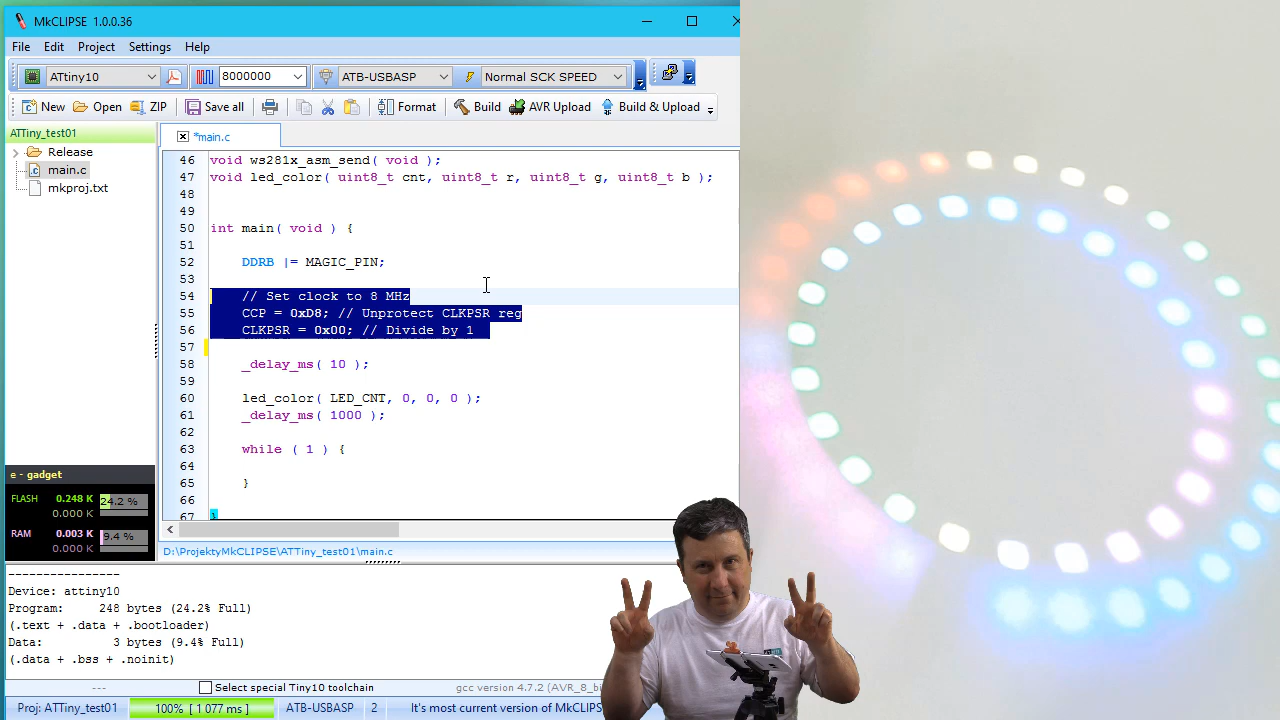 MkCLIPSE 1.0.0.36
File Edit Project Settings Help
ATtiny10 8000000 ATB-USBASP Normal SCK SPEED
New Open ZIP Save all Format Build AVR Upload Build & Upload
ATTiny_test01
Release
main.c
mkproj.txt
*main.c
46 void ws281x_asm_send( void );
47 void led_color( uint8_t cnt, uint8_t r, uint8_t g, uint8_t b );
48
49
50 int main( void ) {
51
52 DDRB |= MAGIC_PIN;
53
54 // Set clock to 8 MHz
55 CCP = 0xD8; // Unprotect CLKPSR reg
56 CLKPSR = 0x00; // Divide by 1
57
58 _delay_ms( 10 );
59
60 led_color( LED_CNT, 0, 0, 0 );
61 _delay_ms( 1000 );
62
63 while ( 1 ) {
64
65 }
66
67 }
e - gadget
FLASH 0.248 K 24.2 %
0.000 K
RAM 0.003 K 9.4 %
0.000 K
D:\ProjektyMkCLIPSE\ATTiny_test01\main.c
----------------
Device: attiny10
Program: 248 bytes (24.2% Full)
(.text + .data + .bootloader)
Data: 3 bytes (9.4% Full)
(.data + .bss + .noinit)
--- Select special Tiny10 toolchain gcc version 4.7.2 (AVR_8_bi
Proj: ATTiny_test01 100% [ 1 077 ms ] ATB-USBASP 2 It's most current version of MkCLIPS